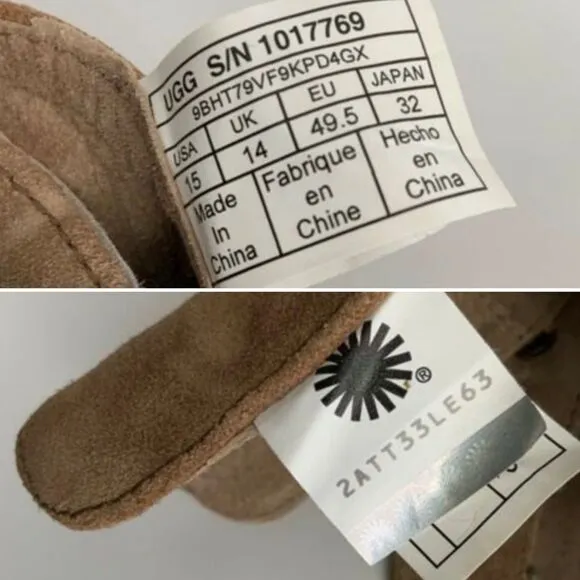 UGG S/N 1017769
9BHT79VF9KPD4GX
USA UK EU JAPAN
15 14 49.5 32
Made In China Fabrique en Chine Hecho en China
®
2ATT33LE63